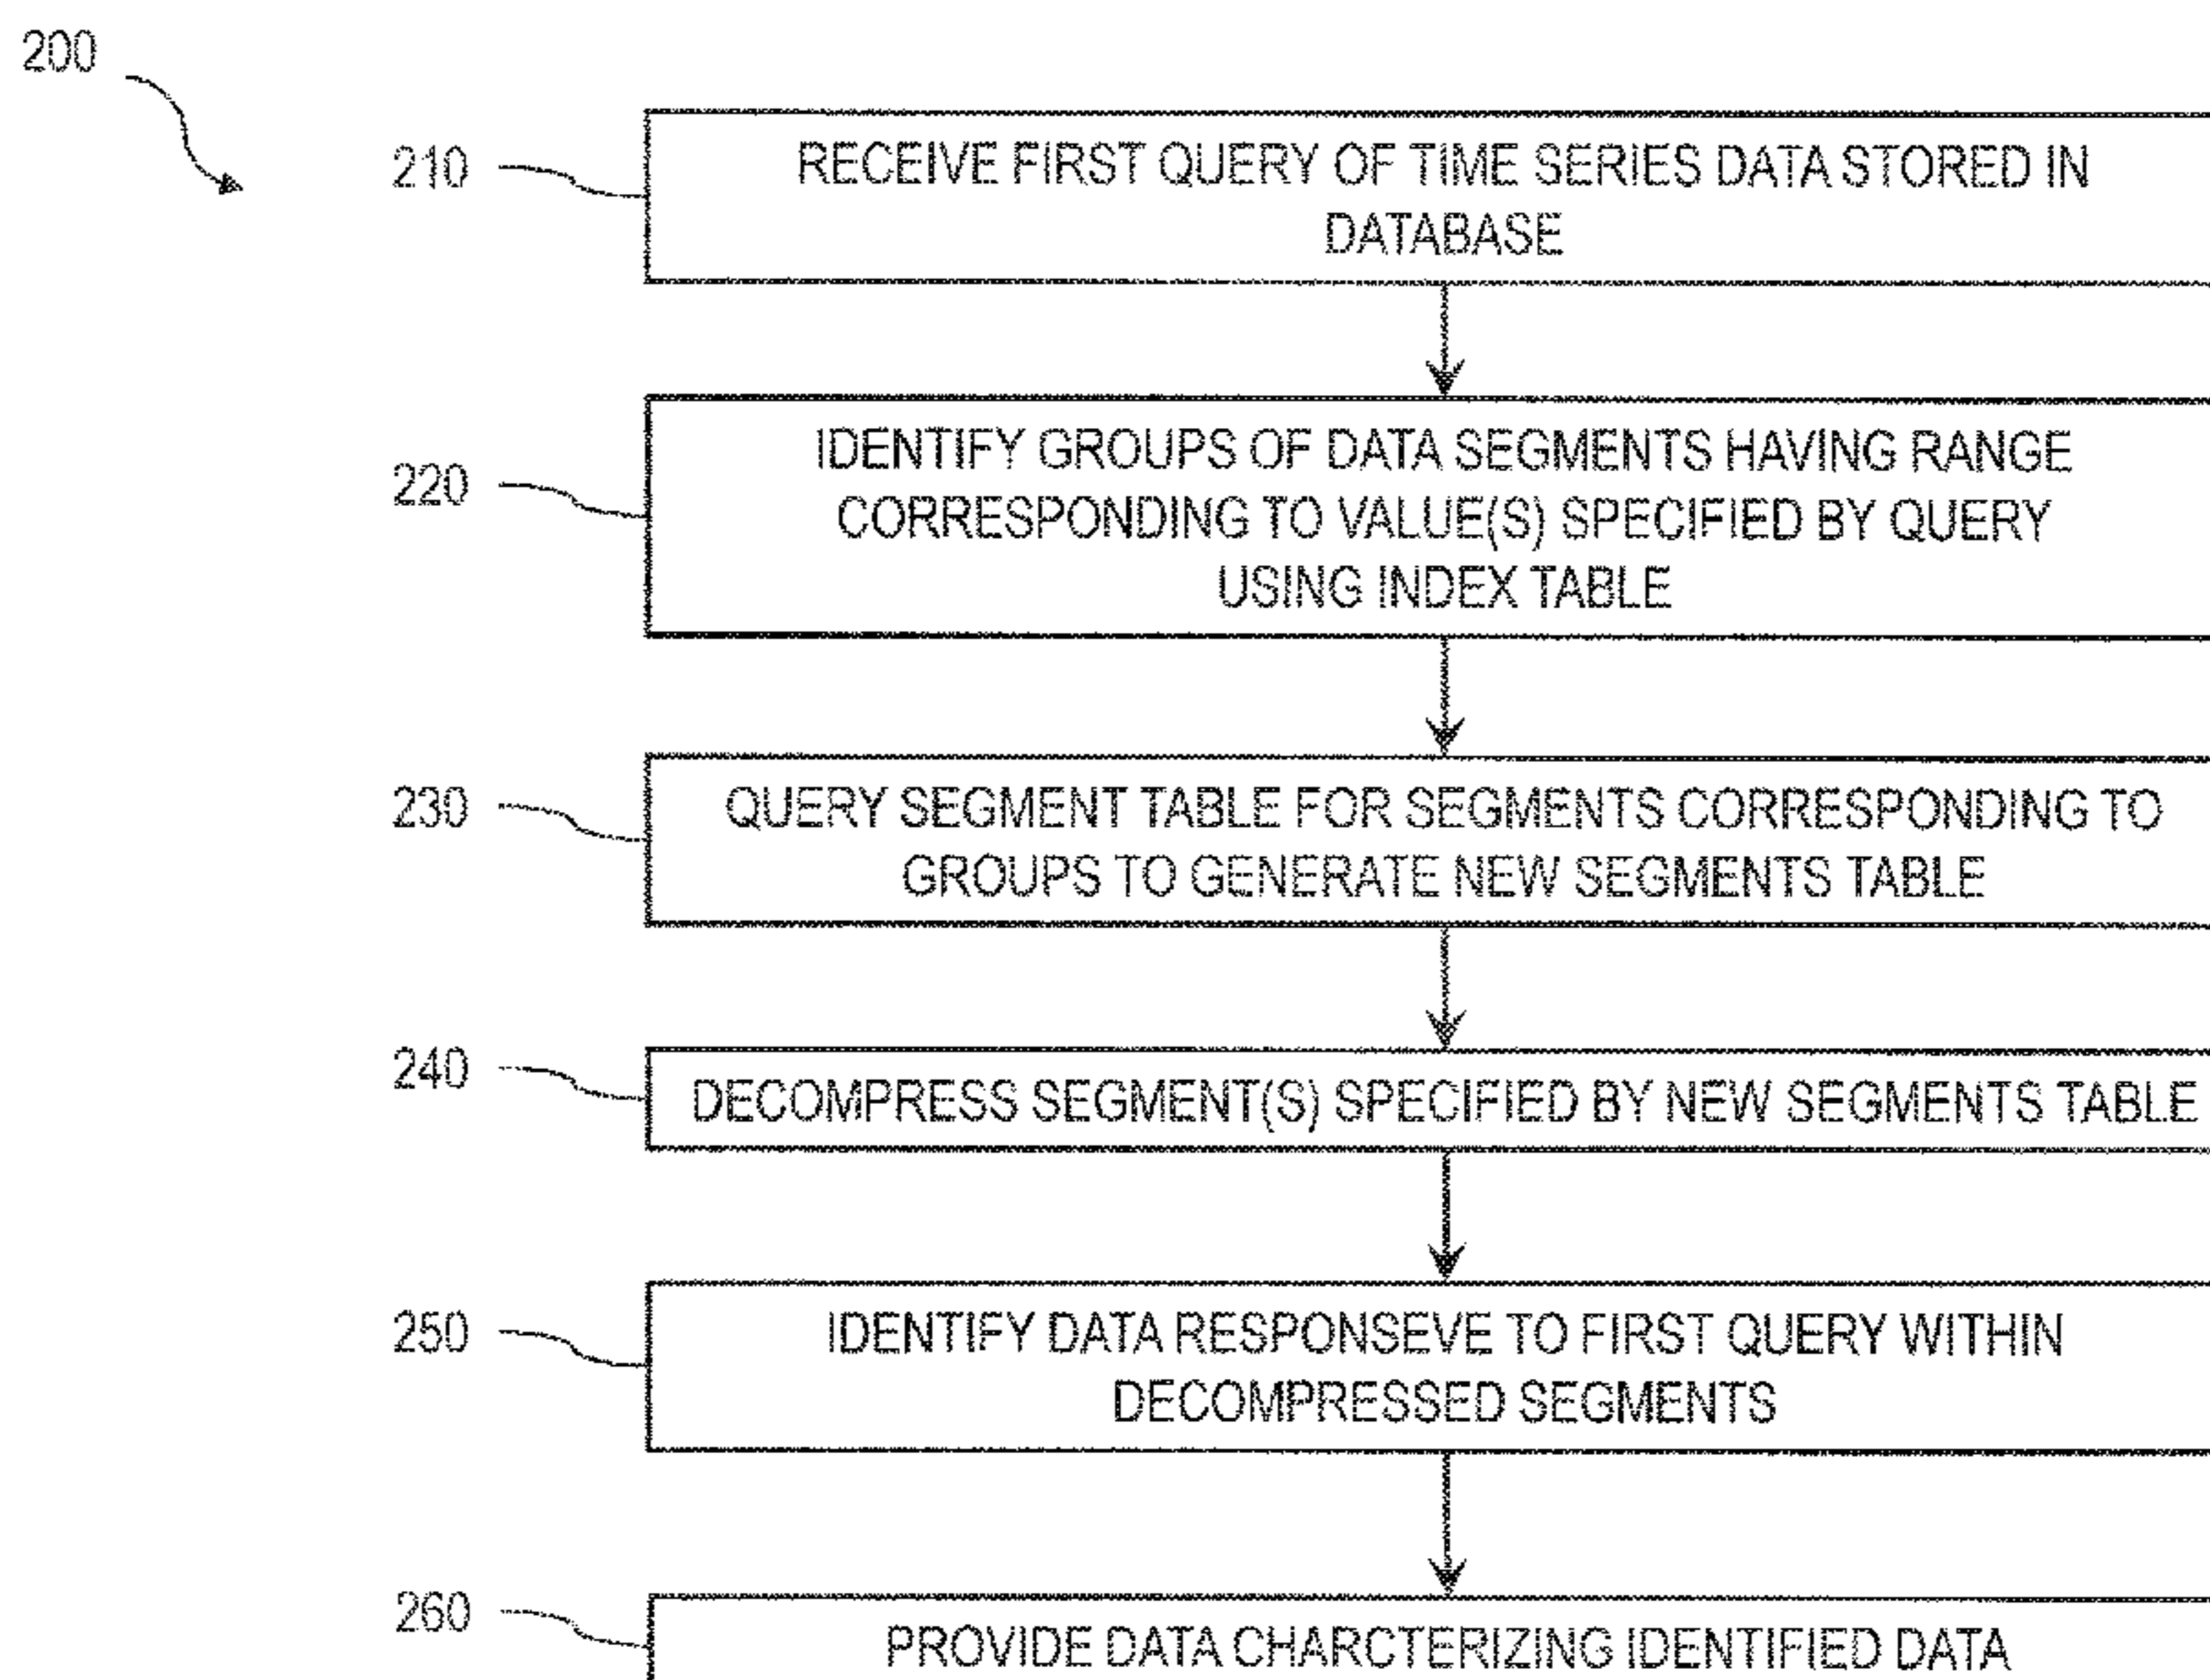 200
210
RECEIVE FIRST QUERY OF TIME SERIES DATA STORED IN
DATABASE
220
IDENTIFY GROUPS OF DATA SEGMENTS HAVING RANGE
CORRESPONDING TO VALUE(S) SPECIFIED BY QUERY
USING INDEX TABLE
230
QUERY SEGMENT TABLE FOR SEGMENTS CORRESPONDING TO
GROUPS TO GENERATE NEW SEGMENTS TABLE
240
DECOMPRESS SEGMENT(S) SPECIFIED BY NEW SEGMENTS TABLE
250
IDENTIFY DATA RESPONSEVE TO FIRST QUERY WITHIN
DECOMPRESSED SEGMENTS
260
PROVIDE DATA CHARCTERIZING IDENTIFIED DATA